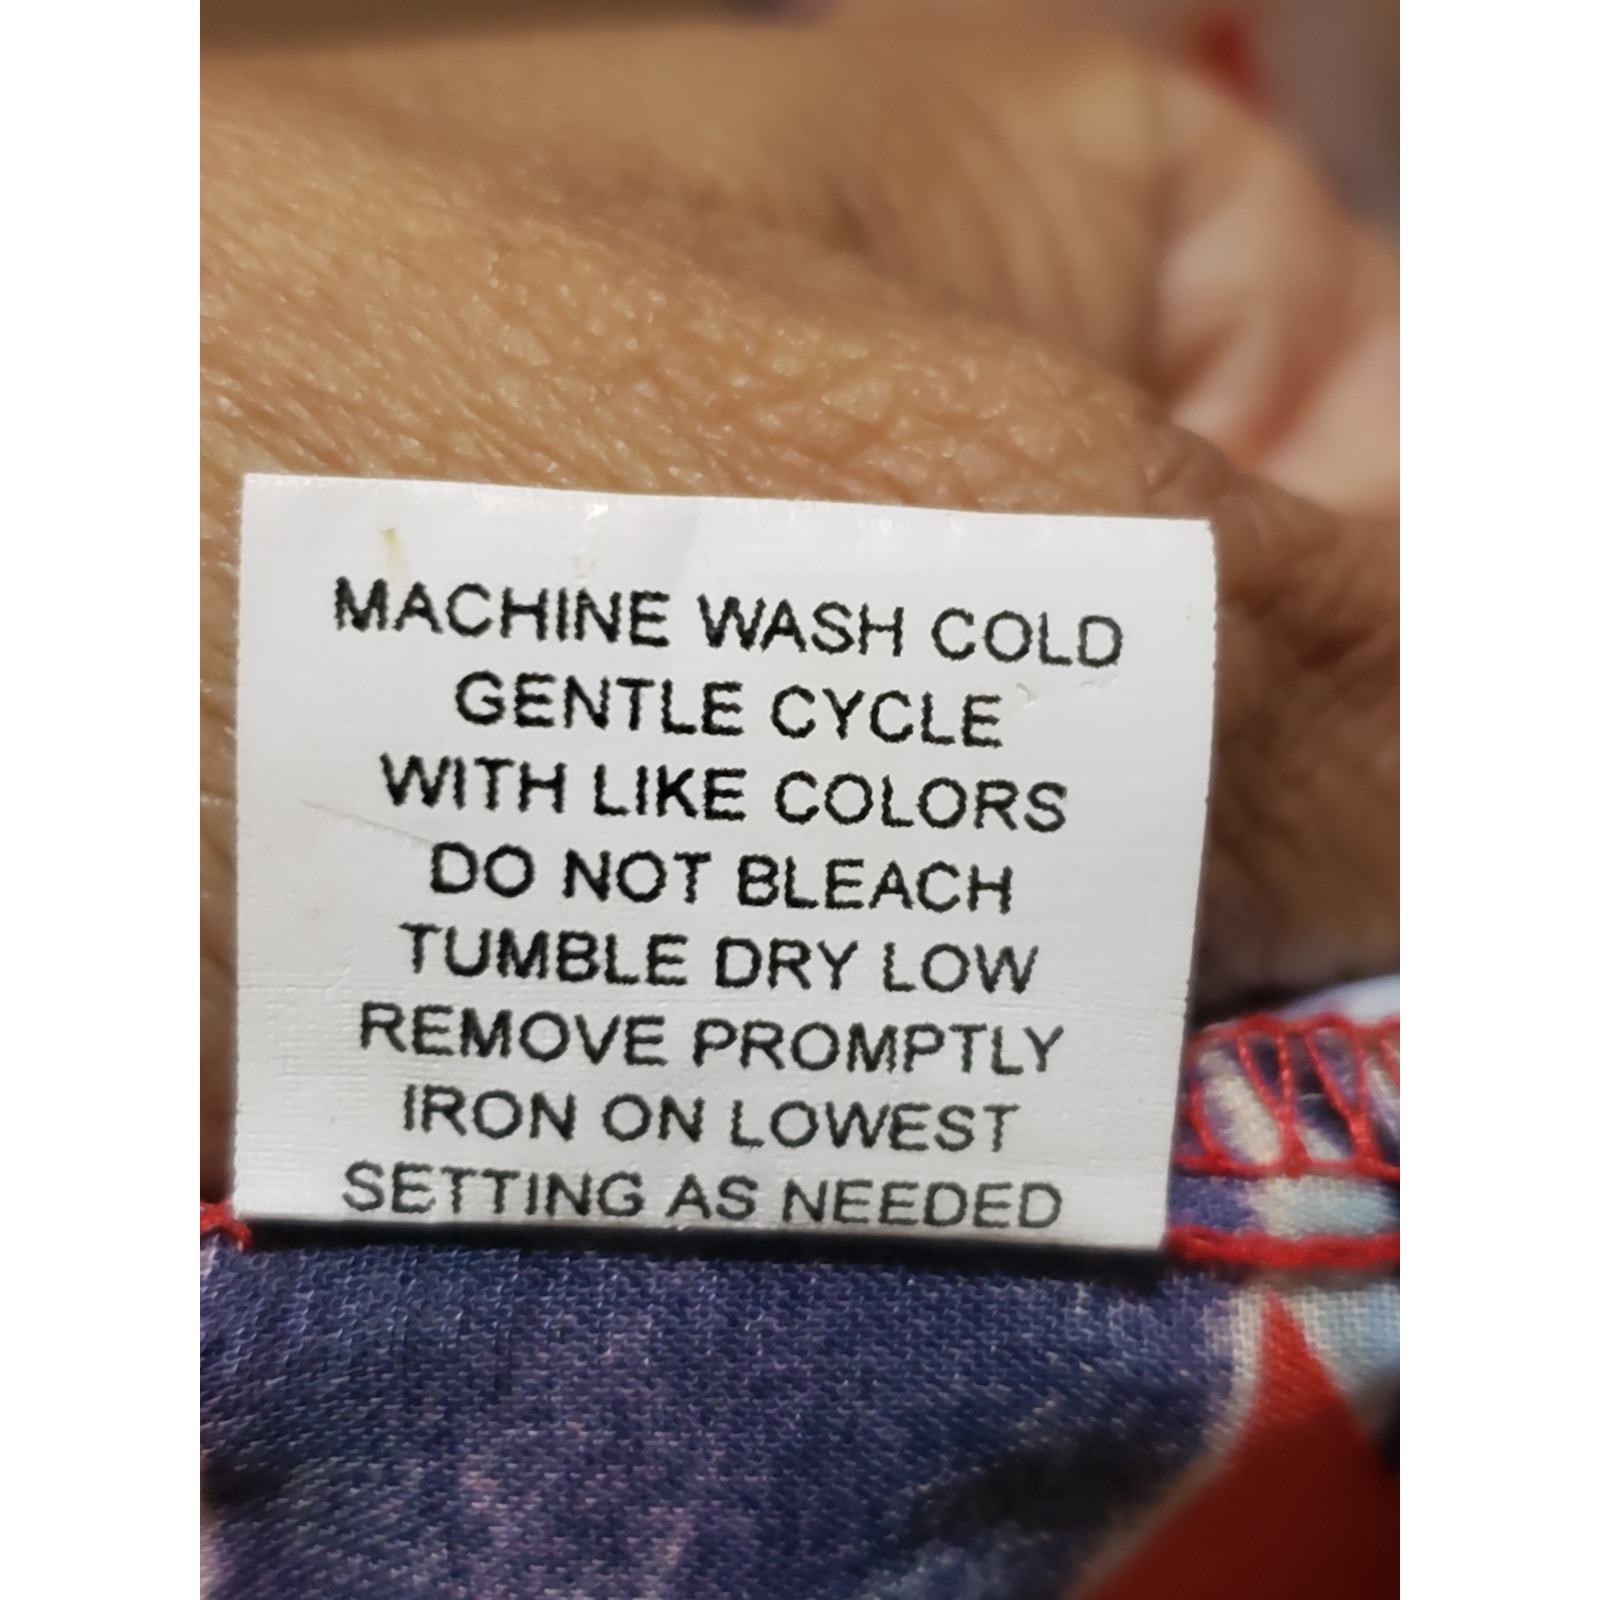 MACHINE WASH COLD
GENTLE CYCLE
WITH LIKE COLORS
DO NOT BLEACH
TUMBLE DRY LOW
REMOVE PROMPTLY
IRON ON LOWEST
SETTING AS NEEDED